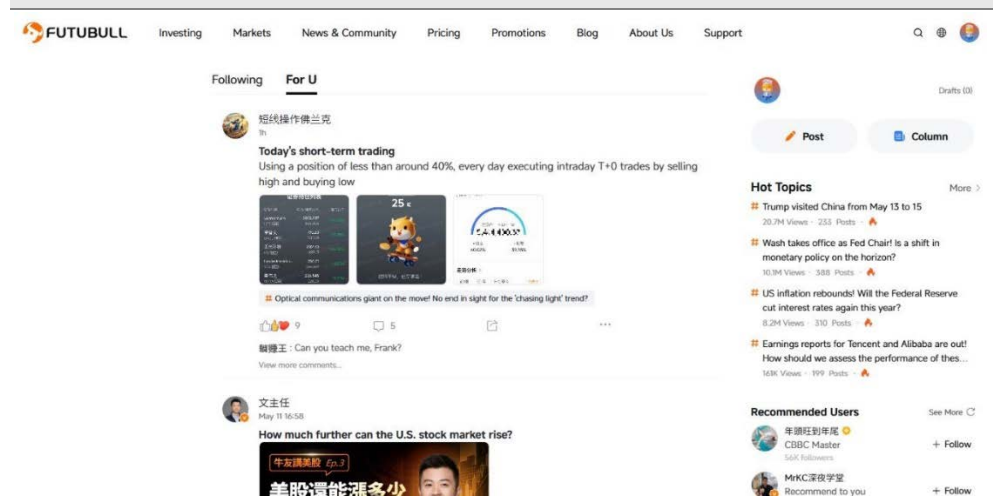 FUTUBULL
Investing
Markets
News & Community
Pricing
Promotions
Blog
About Us
Support
Following
For U
短线操作佛兰克
1h
Today's short-term trading
Using a position of less than around 40%, every day executing intraday T+0 trades by selling
high and buying low
25
# Optical communications giant on the move! No end in sight for the 'chasing light' trend?
9
5
...
: Can you teach me, Frank?
View more comments...
文主任
May 11 16:58
How much further can the U.S. stock market rise?
牛友講美股 Ep.3
美股還能漲多少
Drafts (0)
Post
Column
Hot Topics
More >
# Trump visited China from May 13 to 15
20.7M Views · 233 Posts ·
# Wash takes office as Fed Chair! Is a shift in
monetary policy on the horizon?
10.1M Views · 388 Posts ·
# US inflation rebounds! Will the Federal Reserve
cut interest rates again this year?
8.2M Views · 310 Posts ·
# Earnings reports for Tencent and Alibaba are out!
How should we assess the performance of thes...
161K Views · 199 Posts ·
Recommended Users
See More
年頭旺到年尾
CBBC Master
56K followers
+ Follow
MrKC深夜学堂
Recommend to you
+ Follow